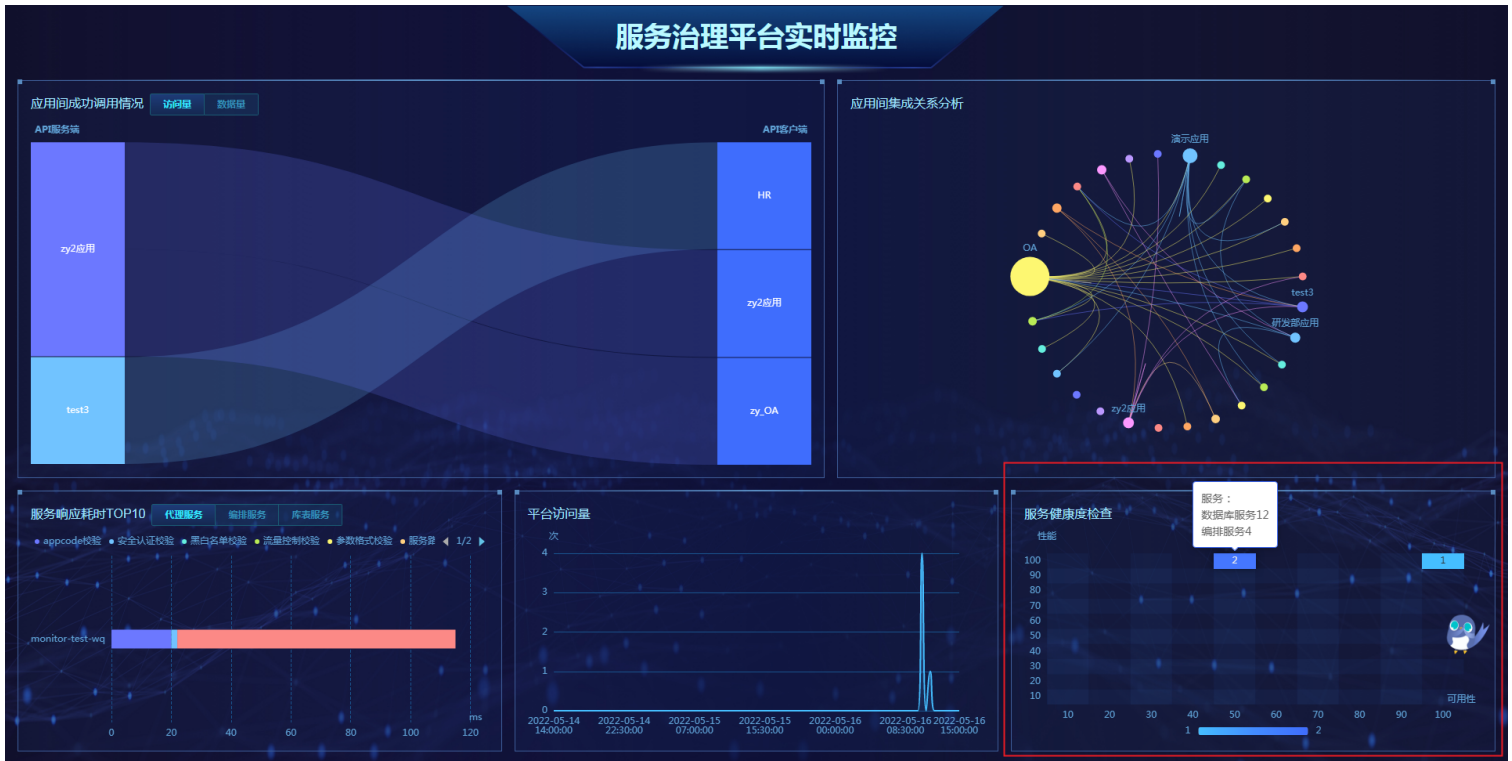 服务治理平台实时监控
应用间成功调用情况 访问量 数据量
API服务端 API客户端
zy2应用
test3
HR
zy2应用
zy_OA
应用间集成关系分析
演示应用
OA
test3
研发部应用
zy2应用
服务响应耗时TOP10 代理服务 编排服务 库表服务
appcode校验 安全认证校验 黑白名单校验 流量控制校验 参数格式校验 服务路 1/2
monitor-test-wq
ms
0 20 40 60 80 100 120
平台访问量
次
4
3
2
1
0
2022-05-14 14:00:00
2022-05-14 22:30:00
2022-05-15 07:00:00
2022-05-15 15:30:00
2022-05-16 00:00:00
2022-05-16 08:30:00
2022-05-16 15:00:00
服务健康度检查
性能
服务：
数据库服务12
编排服务4
2
1
100
90
80
70
60
50
40
30
20
10
可用性
10 20 30 40 50 60 70 80 90 100
1 2